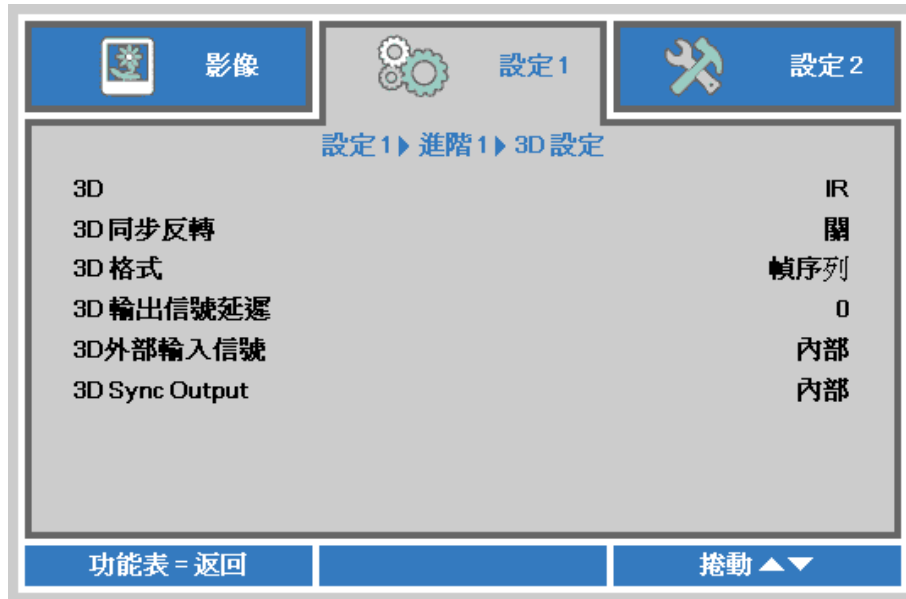 影像 設定1 設定2
設定1▶ 進階1▶ 3D 設定
3D IR
3D 同步反轉 關
3D 格式 幀序列
3D 輸出信號延遲 0
3D外部輸入信號 內部
3D Sync Output 內部
功能表 = 返回 捲動 ▲▼